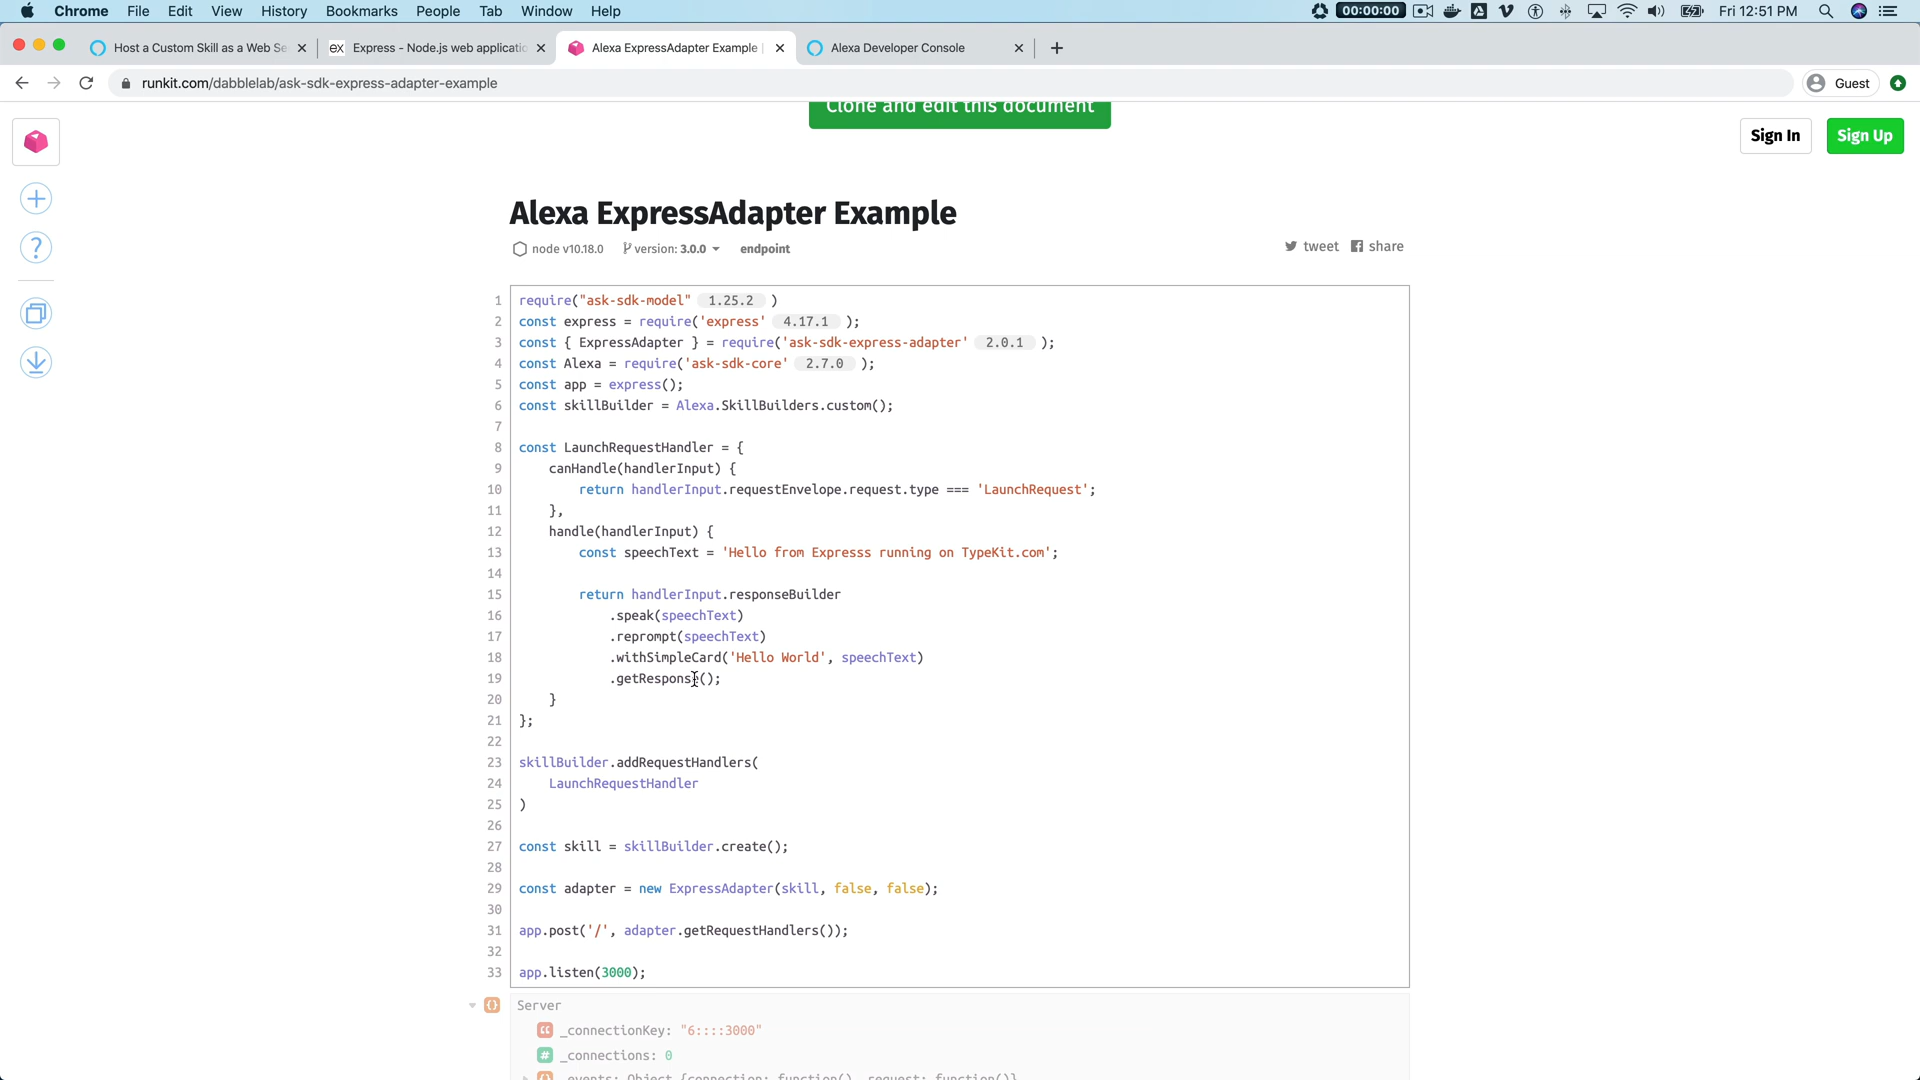 Chrome File Edit View History Bookmarks People Tab Window Help 00:00:00 Fri 12:51 PM
Host a Custom Skill as a Web Se
Express - Node.js web applicatio
Alexa ExpressAdapter Example |
Alexa Developer Console
runkit.com/dabblelab/ask-sdk-express-adapter-example
Guest
Clone and edit this document
Sign In
Sign Up
Alexa ExpressAdapter Example
node v10.18.0 version: 3.0.0 endpoint
tweet share
1 require("ask-sdk-model" 1.25.2 )
2 const express = require('express' 4.17.1 );
3 const { ExpressAdapter } = require('ask-sdk-express-adapter' 2.0.1 );
4 const Alexa = require('ask-sdk-core' 2.7.0 );
5 const app = express();
6 const skillBuilder = Alexa.SkillBuilders.custom();
7
8 const LaunchRequestHandler = {
9 canHandle(handlerInput) {
10 return handlerInput.requestEnvelope.request.type === 'LaunchRequest';
11 },
12 handle(handlerInput) {
13 const speechText = 'Hello from Expresss running on TypeKit.com';
14
15 return handlerInput.responseBuilder
16 .speak(speechText)
17 .reprompt(speechText)
18 .withSimpleCard('Hello World', speechText)
19 .getResponse();
20 }
21 };
22
23 skillBuilder.addRequestHandlers(
24 LaunchRequestHandler
25 )
26
27 const skill = skillBuilder.create();
28
29 const adapter = new ExpressAdapter(skill, false, false);
30
31 app.post('/', adapter.getRequestHandlers());
32
33 app.listen(3000);
Server
_connectionKey: "6::::3000"
_connections: 0
_events: Object {connection: function(), request: function()}